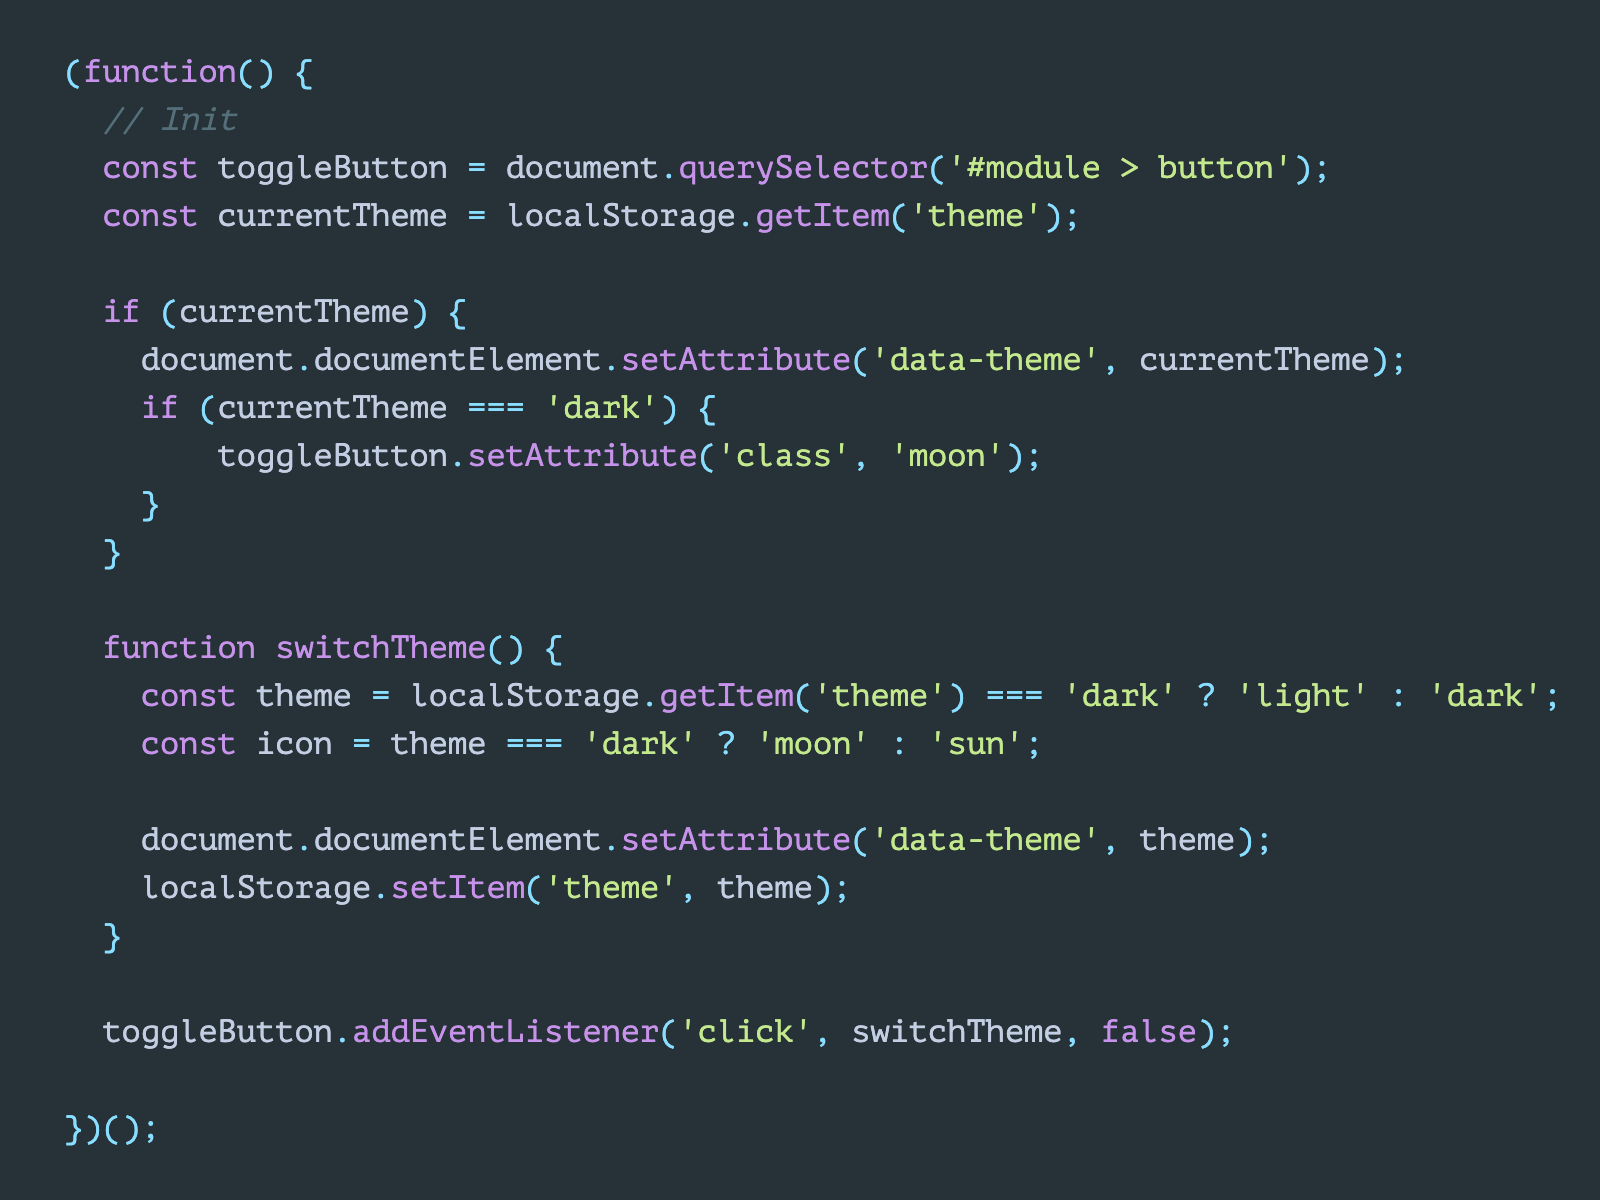 (function() {
  // Init
  const toggleButton = document.querySelector('#module > button');
  const currentTheme = localStorage.getItem('theme');

  if (currentTheme) {
    document.documentElement.setAttribute('data-theme', currentTheme);
    if (currentTheme === 'dark') {
        toggleButton.setAttribute('class', 'moon');
    }
  }

  function switchTheme() {
    const theme = localStorage.getItem('theme') === 'dark' ? 'light' : 'dark';
    const icon = theme === 'dark' ? 'moon' : 'sun';

    document.documentElement.setAttribute('data-theme', theme);
    localStorage.setItem('theme', theme);
  }

  toggleButton.addEventListener('click', switchTheme, false);

})();